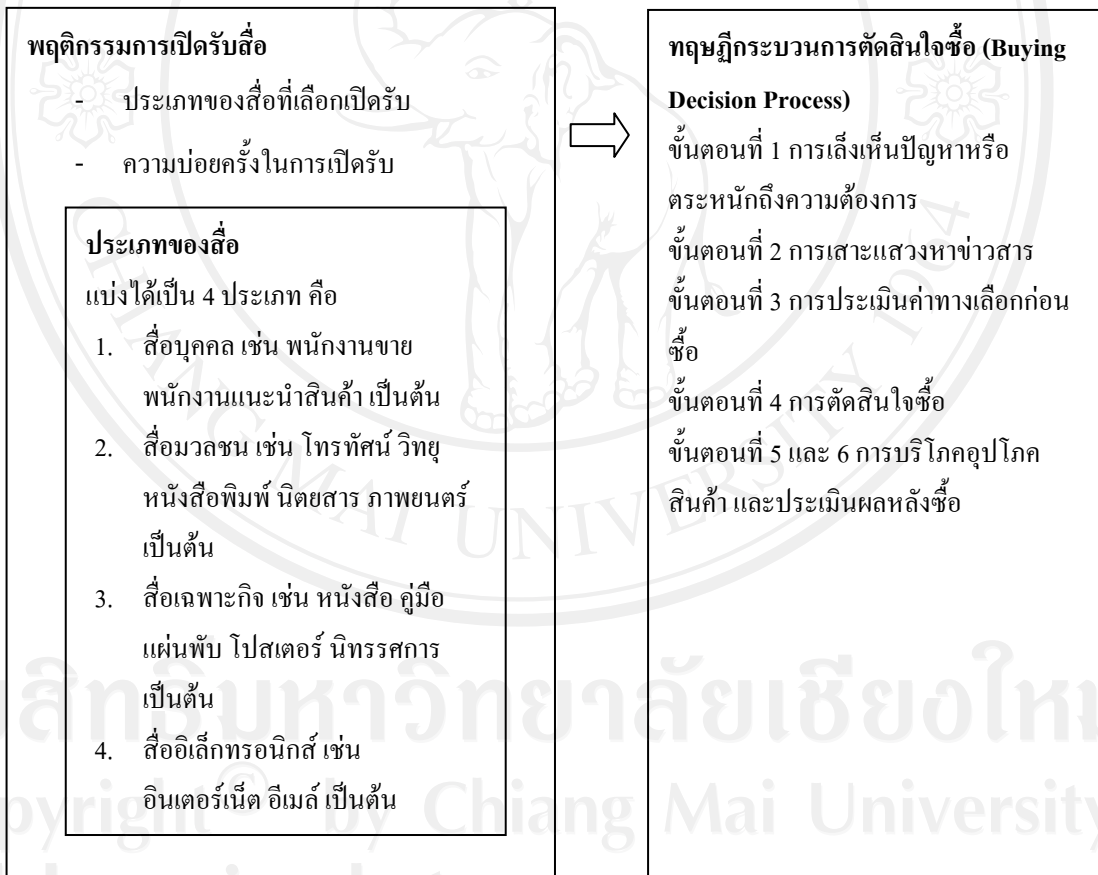 พฤติกรรมการเปิดรับสื่อ
- ประเภทของสื่อที่เลือกเปิดรับ
- ความบ่อยครั้งในการเปิดรับ
ประเภทของสื่อ
แบ่งได้เป็น 4 ประเภท คือ
1. สื่อบุคคล เช่น พนักงานขาย
พนักงานแนะนำสินค้า เป็นต้น
2. สื่อมวลชน เช่น โทรทัศน์ วิทยุ
หนังสือพิมพ์ นิตยสาร ภาพยนตร์
เป็นต้น
3. สื่อเฉพาะกิจ เช่น หนังสือ คู่มือ
แผ่นพับ โปสเตอร์ นิทรรศการ
เป็นต้น
4. สื่ออิเล็กทรอนิกส์ เช่น
อินเตอร์เน็ต อีเมล์ เป็นต้น
ทฤษฎีกระบวนการตัดสินใจซื้อ (Buying
Decision Process)
ขั้นตอนที่ 1 การเล็งเห็นปัญหาหรือ
ตระหนักถึงความต้องการ
ขั้นตอนที่ 2 การเสาะแสวงหาข่าวสาร
ขั้นตอนที่ 3 การประเมินค่าทางเลือกก่อน
ซื้อ
ขั้นตอนที่ 4 การตัดสินใจซื้อ
ขั้นตอนที่ 5 และ 6 การบริโภคอุปโภค
สินค้า และประเมินผลหลังซื้อ
CHIANG MAI UNIVERSITY 1964
สิทธิมหาวิทยาลัยเชียงใหม่
pyright © by Chiang Mai University